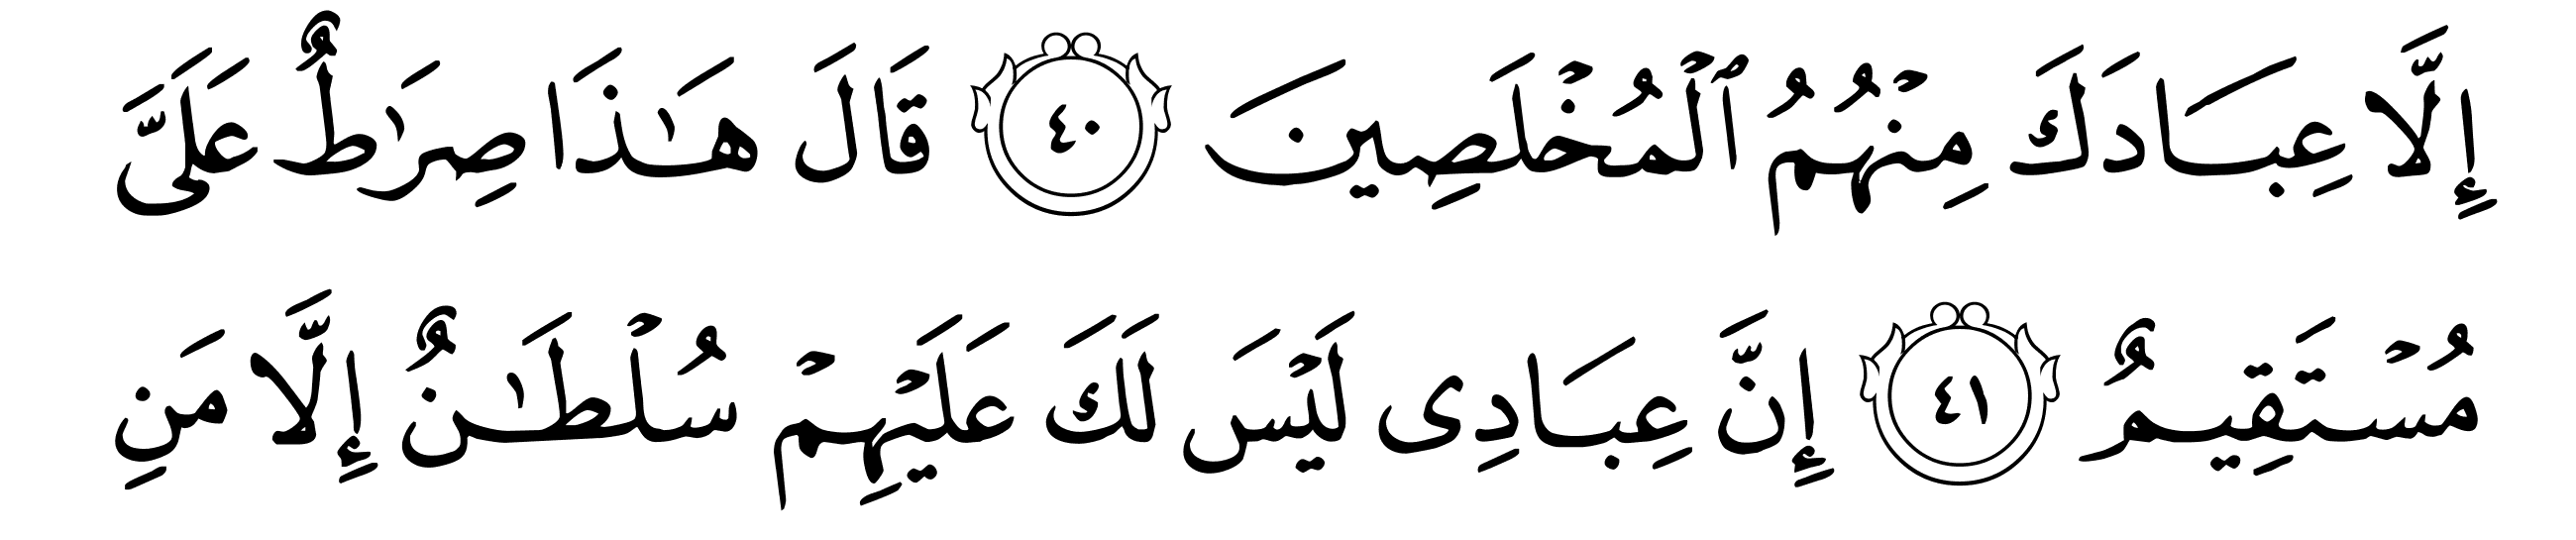 إِلَّا عِبَادَكَ مِنْهُمُ ٱلْمُخْلَصِينَ ٤٠ قَالَ هَـٰذَا صِرَٰطٌ عَلَىَّ
مُسْتَقِيمٌ ٤١ إِنَّ عِبَادِى لَيْسَ لَكَ عَلَيْهِمْ سُلْطَـٰنٌ إِلَّا مَنِ